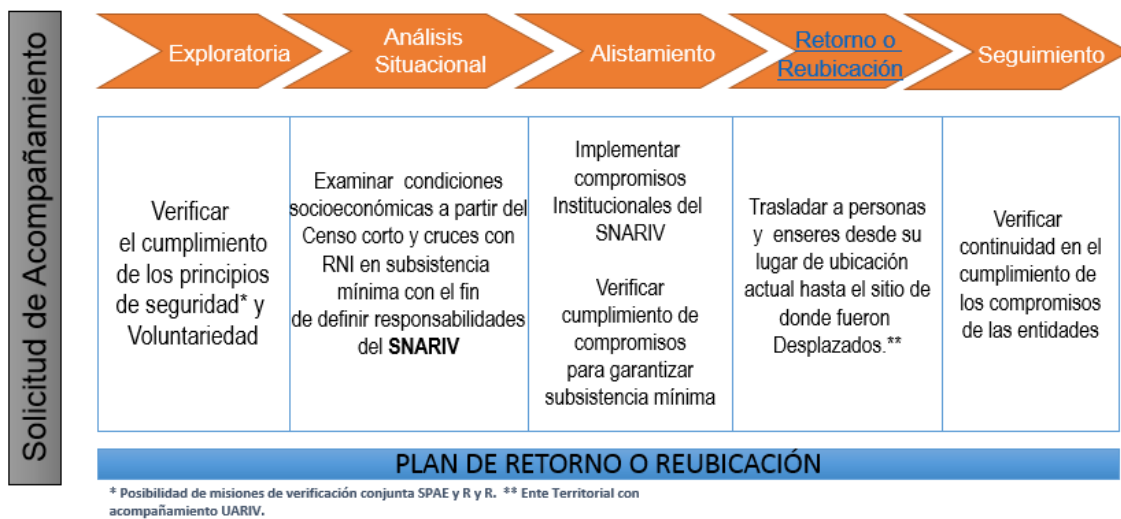 Solicitud de Acompañamiento
Exploratoria
Análisis
Situacional
Alistamiento
Retorno o
Reubicación
Seguimiento
Verificar
el cumplimiento
de los principios
de seguridad* y
Voluntariedad
Examinar condiciones
socioeconómicas a partir del
Censo corto y cruces con
RNI en subsistencia
mínima con el fin
de definir responsabilidades
del SNARIV
Implementar
compromisos
Institucionales del
SNARIV
Verificar
cumplimiento de
compromisos
para garantizar
subsistencia mínima
Trasladar a personas
y enseres desde su
lugar de ubicación
actual hasta el sitio de
donde fueron
Desplazados.**
Verificar
continuidad en el
cumplimiento de
los compromisos
de las entidades
PLAN DE RETORNO O REUBICACIÓN
* Posibilidad de misiones de verificación conjunta SPAE y R y R. ** Ente Territorial con
acompañamiento UARIV.